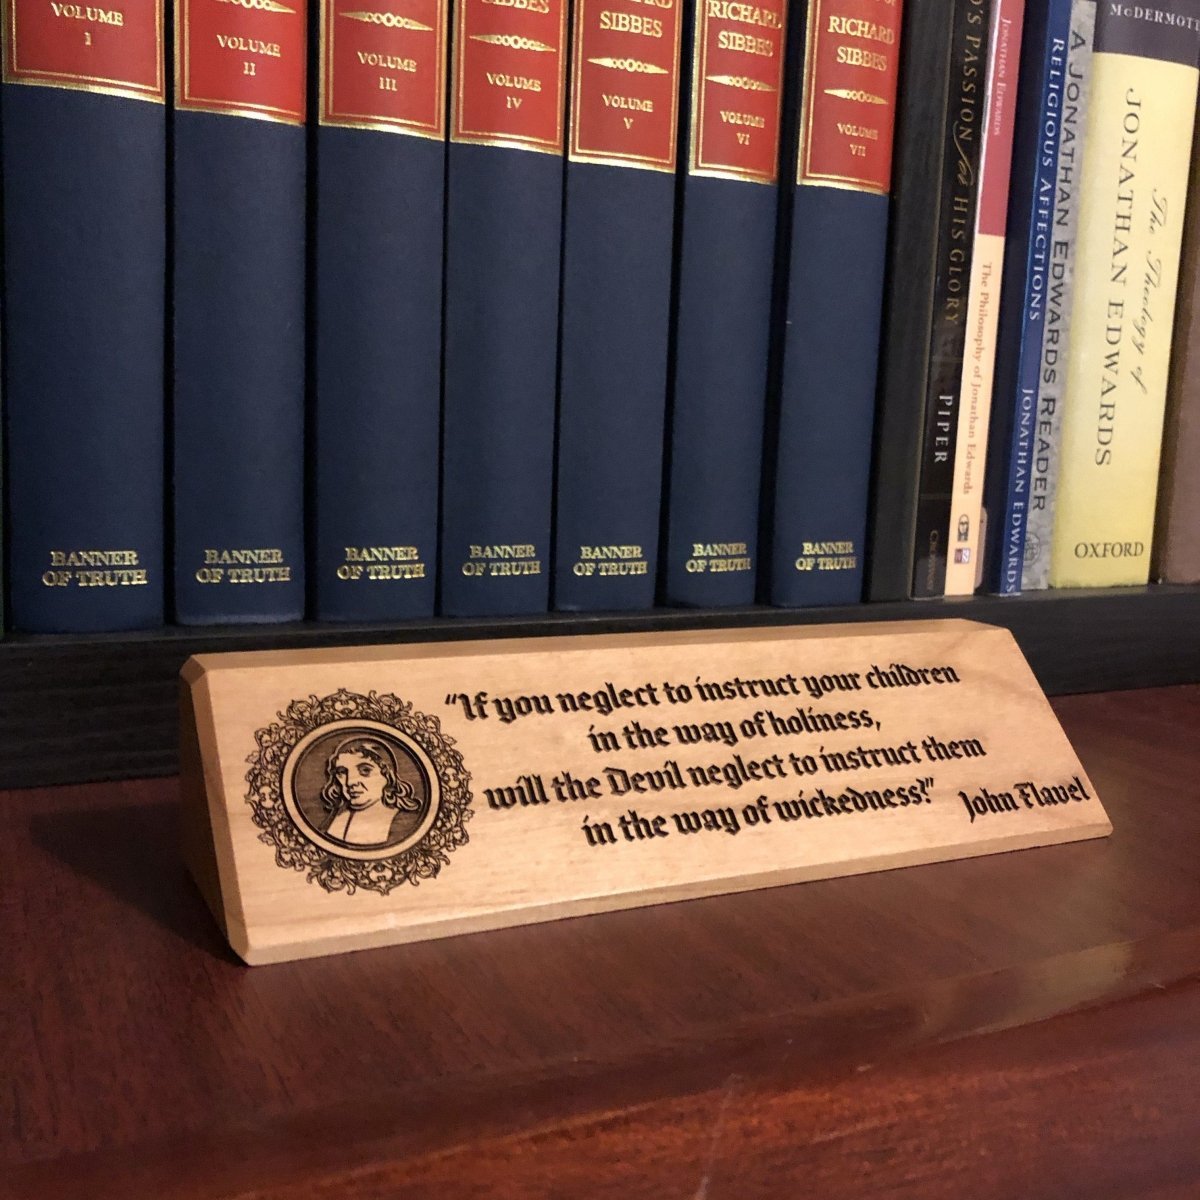 VOLUME
I
BANNER
OF TRUTH
VOLUME
II
BANNER
OF TRUTH
VOLUME
III
BANNER
OF TRUTH
SIBBES
VOLUME
IV
BANNER
OF TRUTH
SIBBES
VOLUME
V
BANNER
OF TRUTH
RICHARD
SIBBES
VOLUME
VI
BANNER
OF TRUTH
RICHARD
SIBBES
VOLUME
VII
BANNER
OF TRUTH
PASSION for HIS GLORY
PIPER
JONATHAN EDWARDS
The Philosophy of Jonathan Edwards
RELIGIOUS AFFECTIONS
JONATHAN EDWARDS
A JONATHAN EDWARDS READER
McDERMOTT
The Theology of
JONATHAN EDWARDS
OXFORD
“If you neglect to instruct your children
in the way of holiness,
will the Devil neglect to instruct them
in the way of wickedness?” John Flavel